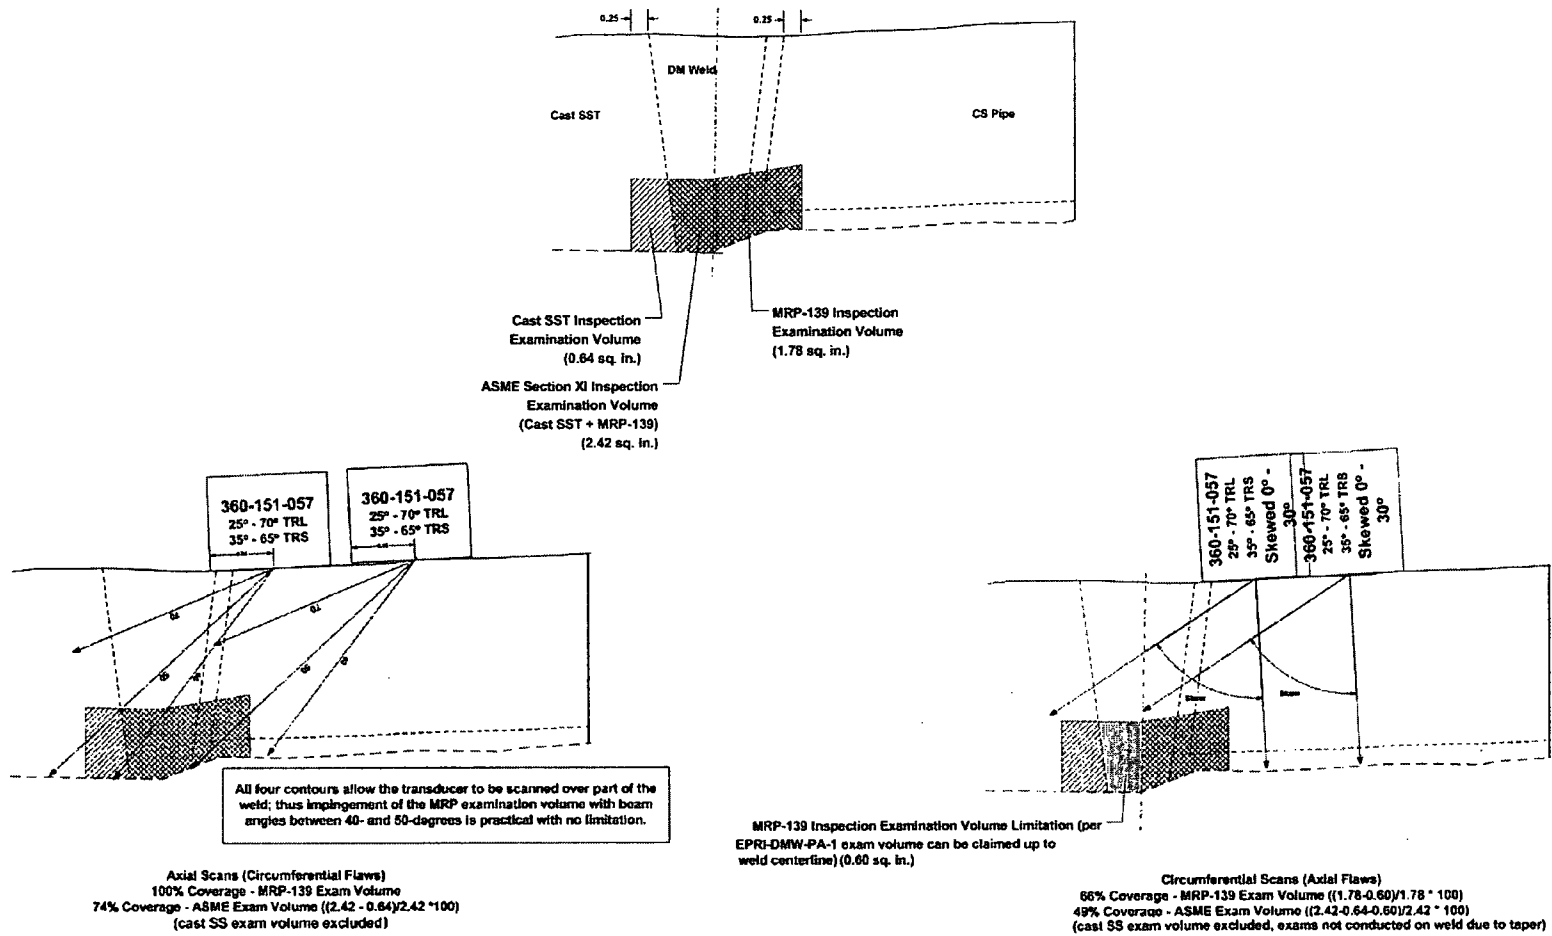 0.25
0.25
DM Weld
Cast SST
CS Pipe
Cast SST Inspection
Examination Volume
(0.64 sq. in.)
MRP-139 Inspection
Examination Volume
(1.78 sq. in.)
ASME Section XI Inspection
Examination Volume
(Cast SST + MRP-139)
(2.42 sq. in.)
360-151-057
25° - 70° TRL
35° - 65° TRS
360-151-057
25° - 70° TRL
35° - 65° TRS
70
70
All four contours allow the transducer to be scanned over part of the
weld; thus impingement of the MRP examination volume with beam
angles between 40- and 50-degrees is practical with no limitation.
Axial Scans (Circumferential Flaws)
100% Coverage - MRP-139 Exam Volume
74% Coverage - ASME Exam Volume ((2.42 - 0.64)/2.42 *100)
(cast SS exam volume excluded)
360-151-057
25° - 70° TRL
35° - 65° TRS
Skewed 0° -
30°
360-151-057
25° - 70° TRL
35° - 65° TRS
Skewed 0° -
30°
Skew
Skew
MRP-139 Inspection Examination Volume Limitation (per
EPRI-DMW-PA-1 exam volume can be claimed up to
weld centerline) (0.60 sq. in.)
Circumferential Scans (Axial Flaws)
66% Coverage - MRP-139 Exam Volume ((1.78-0.60)/1.78 * 100)
49% Coverage - ASME Exam Volume ((2.42-0.64-0.60)/2.42 * 100)
(cast SS exam volume excluded, exams not conducted on weld due to taper)